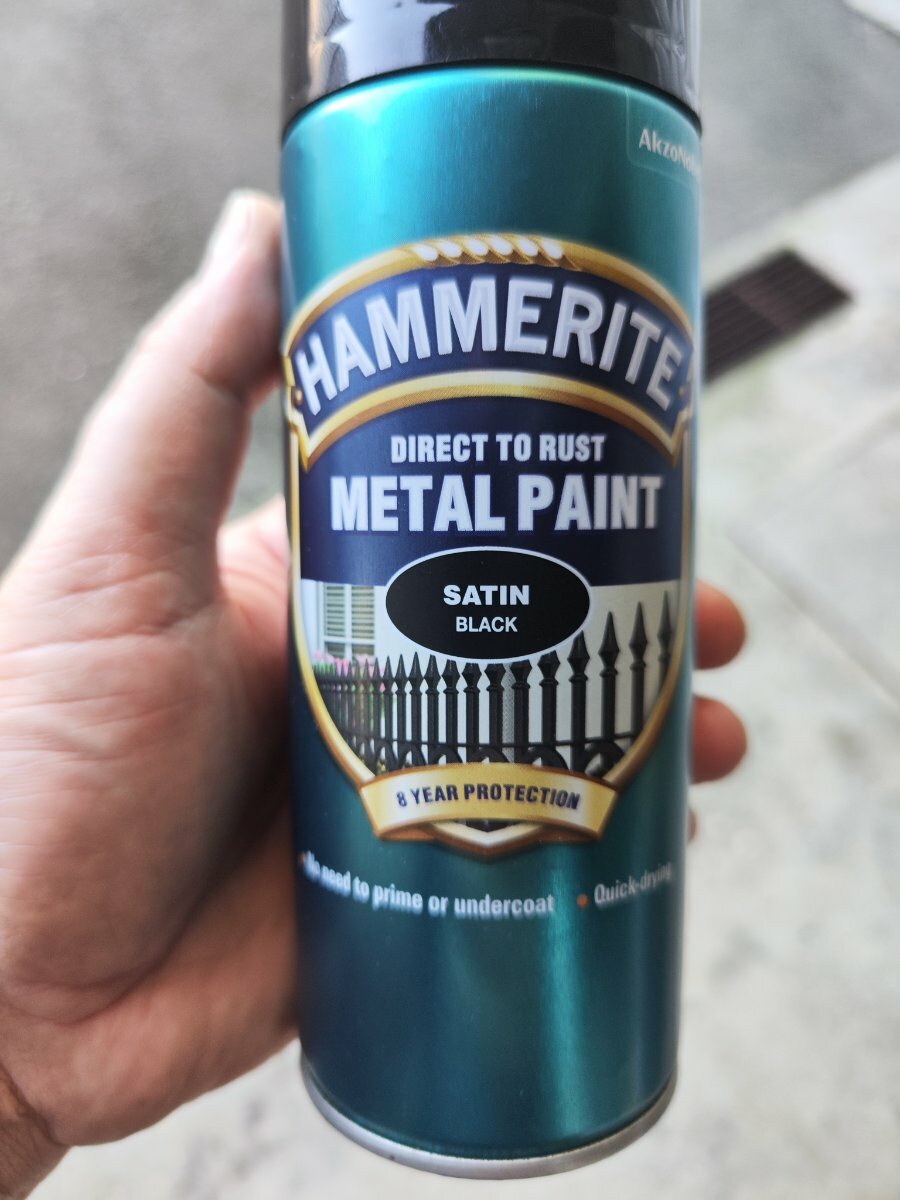 AkzoNobel
HAMMERITE
DIRECT TO RUST
METAL PAINT
SATIN
BLACK
8 YEAR PROTECTION
• No need to prime or undercoat • Quick-drying